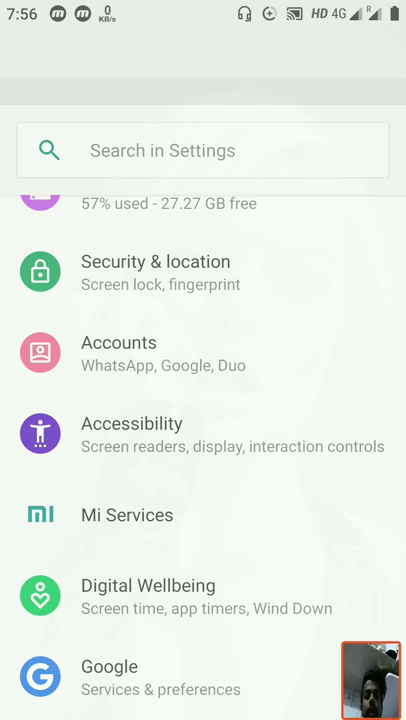 7:56 m m 0 KB/s HD 4G R
Search in Settings
57% used - 27.27 GB free
Security & location
Screen lock, fingerprint
Accounts
WhatsApp, Google, Duo
Accessibility
Screen readers, display, interaction controls
mi Mi Services
Digital Wellbeing
Screen time, app timers, Wind Down
G Google
Services & preferences